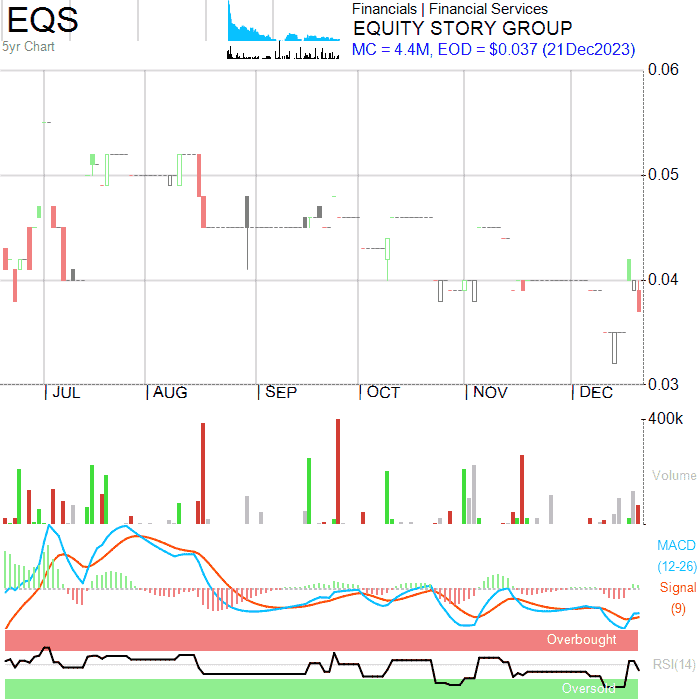 EQS
5yr Chart
Financials | Financial Services
EQUITY STORY GROUP
MC = 4.4M, EOD = $0.037 (21Dec2023)
0.06
0.05
0.04
0.03
JUL AUG SEP OCT NOV DEC
400k
Volume
MACD
(12-26)
Signal
(9)
Overbought
RSI(14)
Oversold